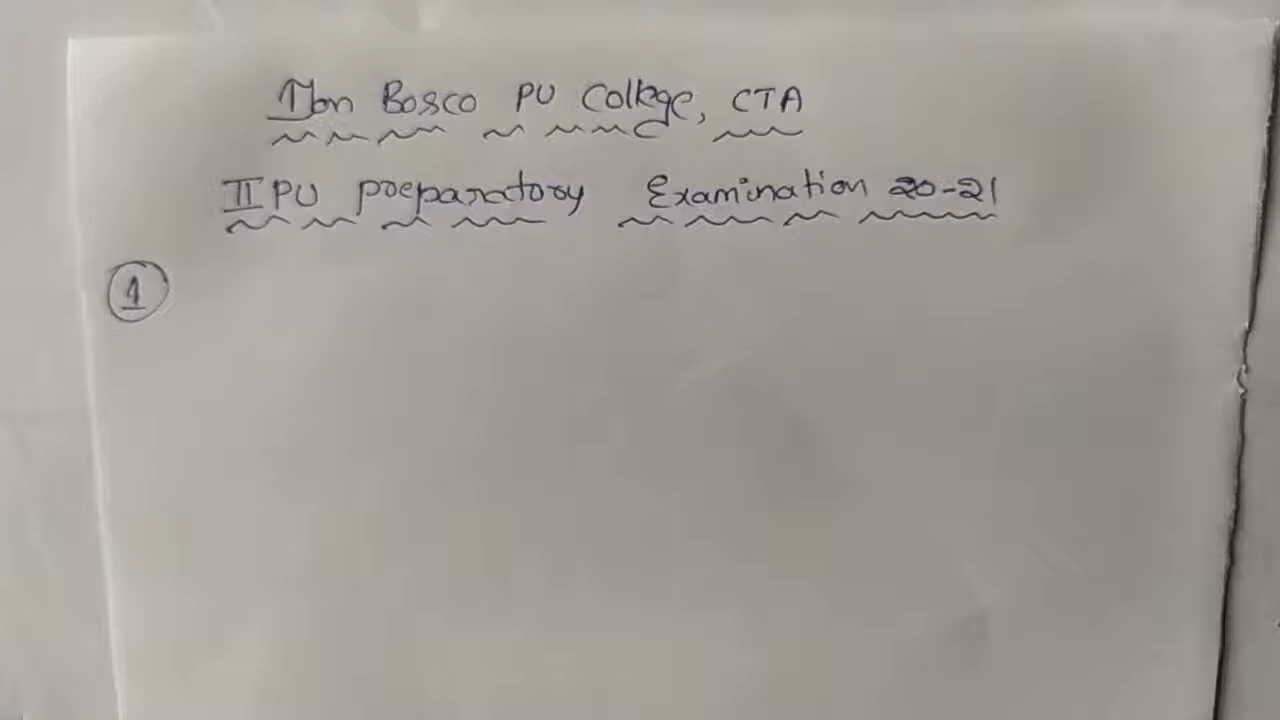 Don Bosco PU College, CTA
II PU preparatory Examination 20-21
1